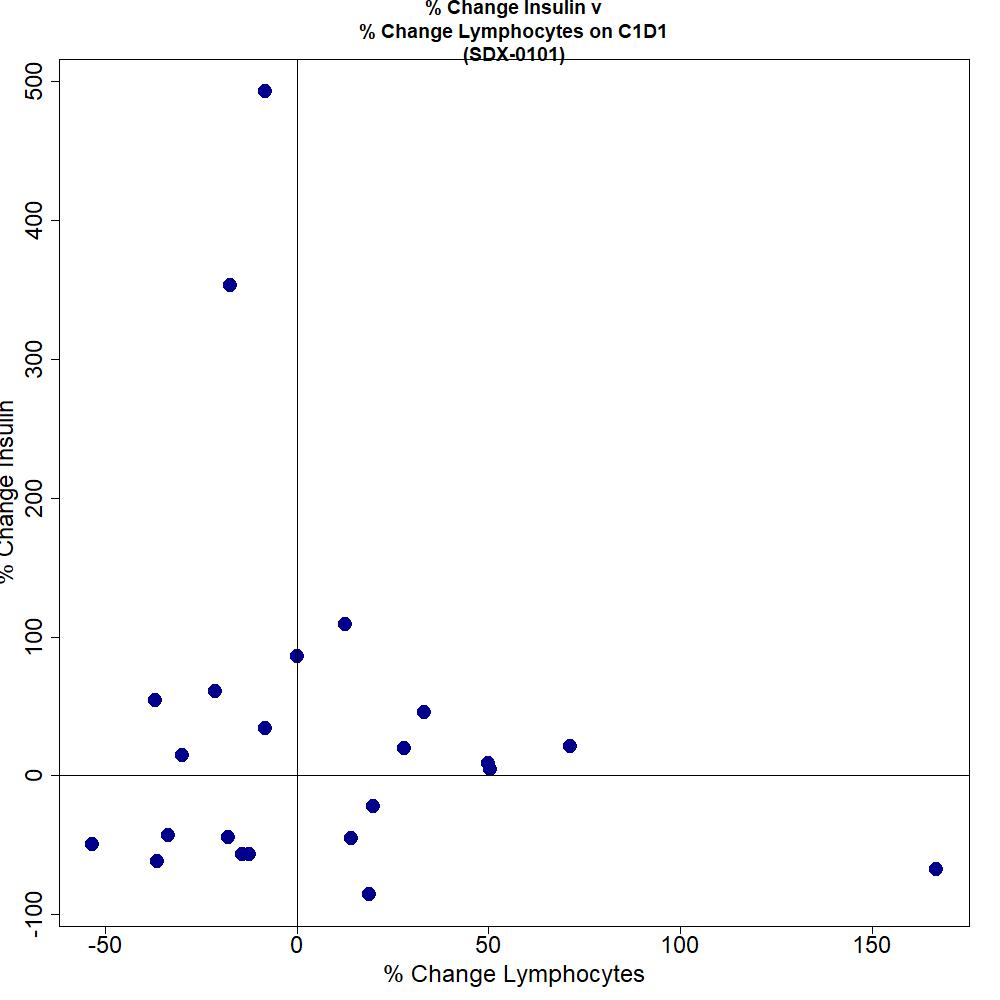 % Change Insulin v
% Change Lymphocytes on C1D1
(SDX-0101)
500
400
300
200
100
0
-100
% Change Insulin
-50
0
50
100
150
% Change Lymphocytes